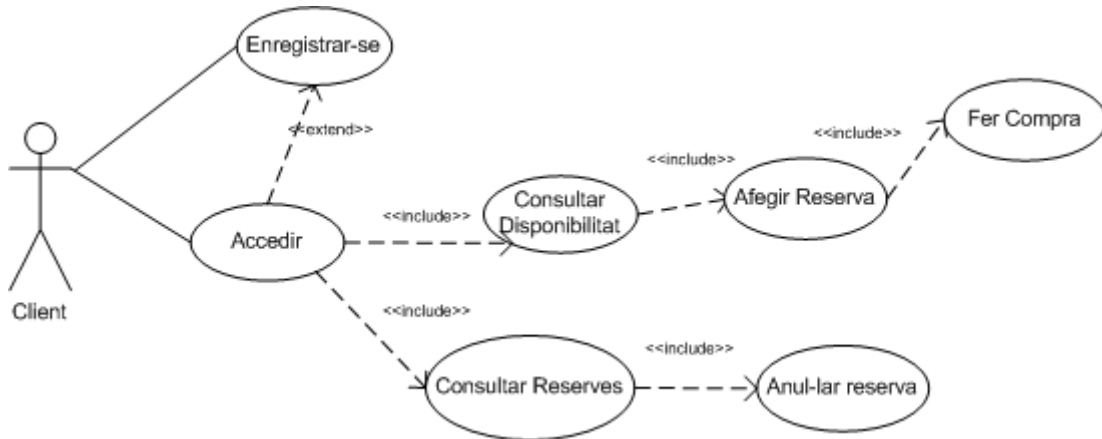 Enregistrar-se
<<extend>>
Fer Compra
<<include>>
<<include>>
Afegir Reserva
Consultar
Disponibilitat
<<include>>
Accedir
Client
<<include>>
Consultar Reserves
<<include>>
Anul-lar reserva